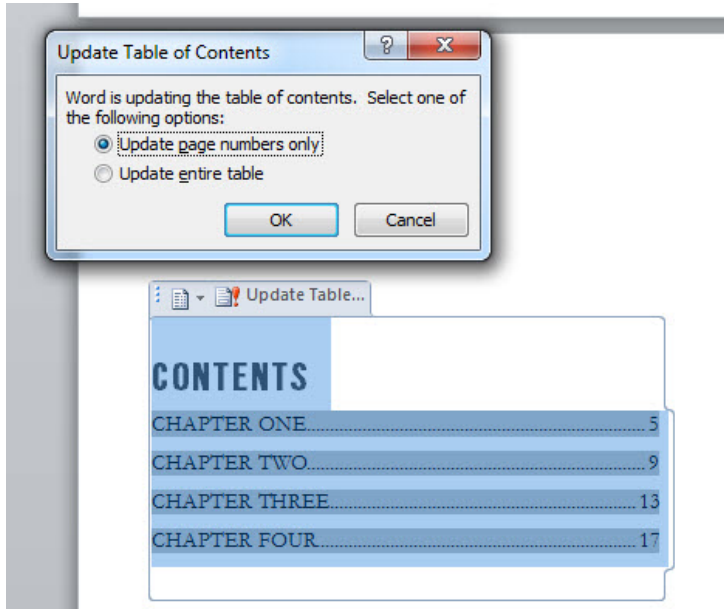 Update Table of Contents
Word is updating the table of contents. Select one of
the following options:
Update page numbers only
Update entire table
OK Cancel
Update Table...
CONTENTS
CHAPTER ONE.......................................................................5
CHAPTER TWO......................................................................9
CHAPTER THREE.................................................................13
CHAPTER FOUR...................................................................17